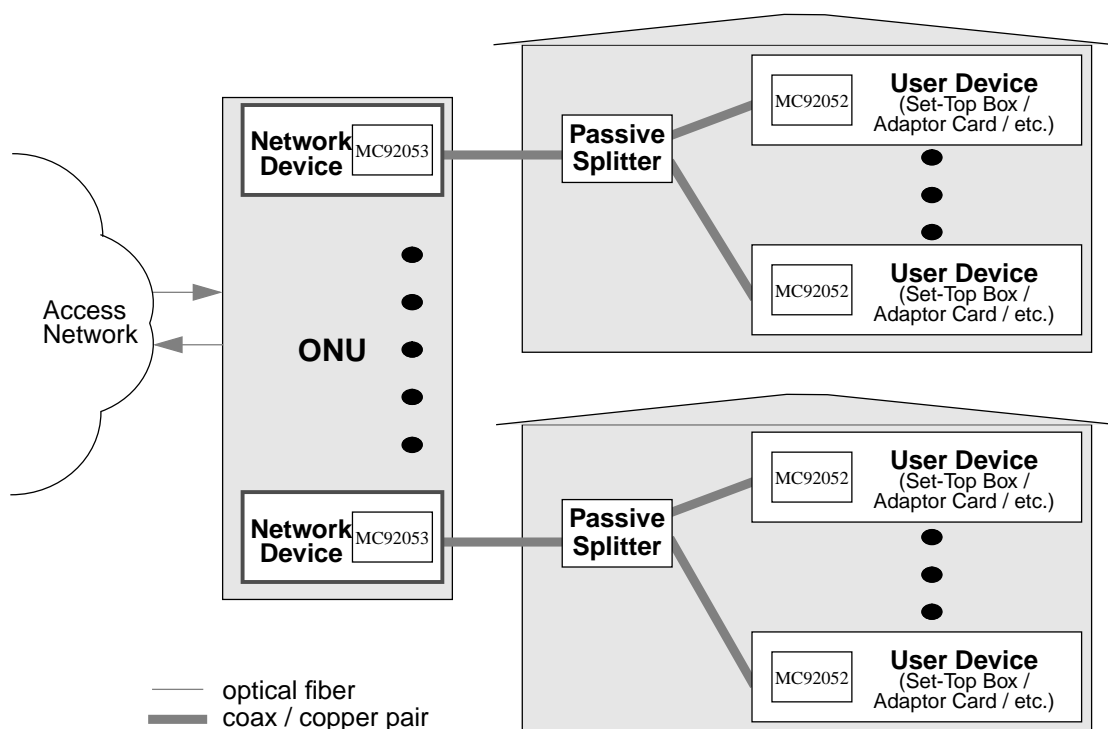 Access
Network
ONU
Network
Device
MC92053
Passive
Splitter
MC92052
User Device
(Set-Top Box /
Adaptor Card / etc.)
MC92052
User Device
(Set-Top Box /
Adaptor Card / etc.)
Network
Device
MC92053
Passive
Splitter
MC92052
User Device
(Set-Top Box /
Adaptor Card / etc.)
MC92052
User Device
(Set-Top Box /
Adaptor Card / etc.)
optical fiber
coax / copper pair